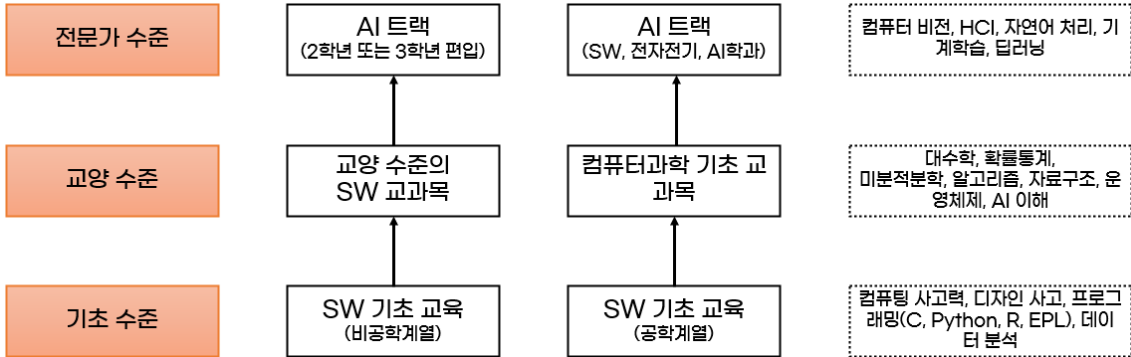 전문가 수준
AI 트랙
(2학년 또는 3학년 편입)
AI 트랙
(SW, 전자전기, AI학과)
컴퓨터 비전, HCI, 자연어 처리, 기
계학습, 딥러닝
교양 수준
교양 수준의
SW 교과목
컴퓨터과학 기초 교
과목
대수학, 확률통계,
미분적분학, 알고리즘, 자료구조, 운
영체제, AI 이해
기초 수준
SW 기초 교육
(비공학계열)
SW 기초 교육
(공학계열)
컴퓨팅 사고력, 디자인 사고, 프로그
래밍(C, Python, R, EPL), 데이
터 분석